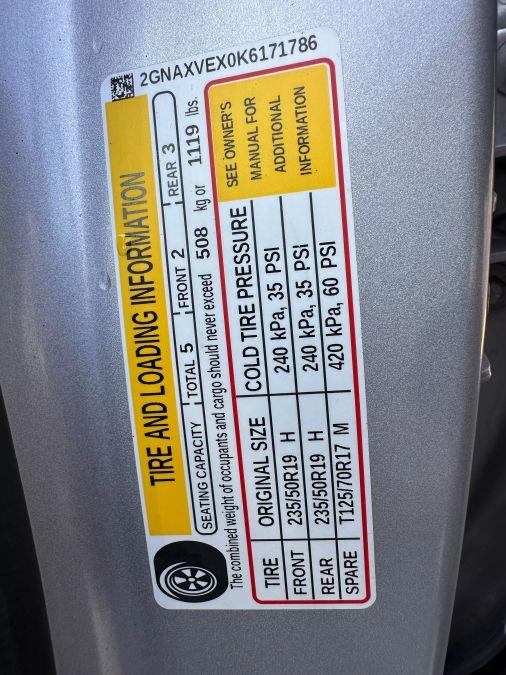 2GNAXVEX0K6171786
TIRE AND LOADING INFORMATION
SEATING CAPACITY TOTAL 5 FRONT 2 REAR 3
The combined weight of occupants and cargo should never exceed 508 kg or 1119 lbs.
TIRE ORIGINAL SIZE COLD TIRE PRESSURE
FRONT 235/50R19 H 240 kPa, 35 PSI
REAR 235/50R19 H 240 kPa, 35 PSI
SPARE T125/70R17 M 420 kPa, 60 PSI
SEE OWNER'S
MANUAL FOR
ADDITIONAL
INFORMATION